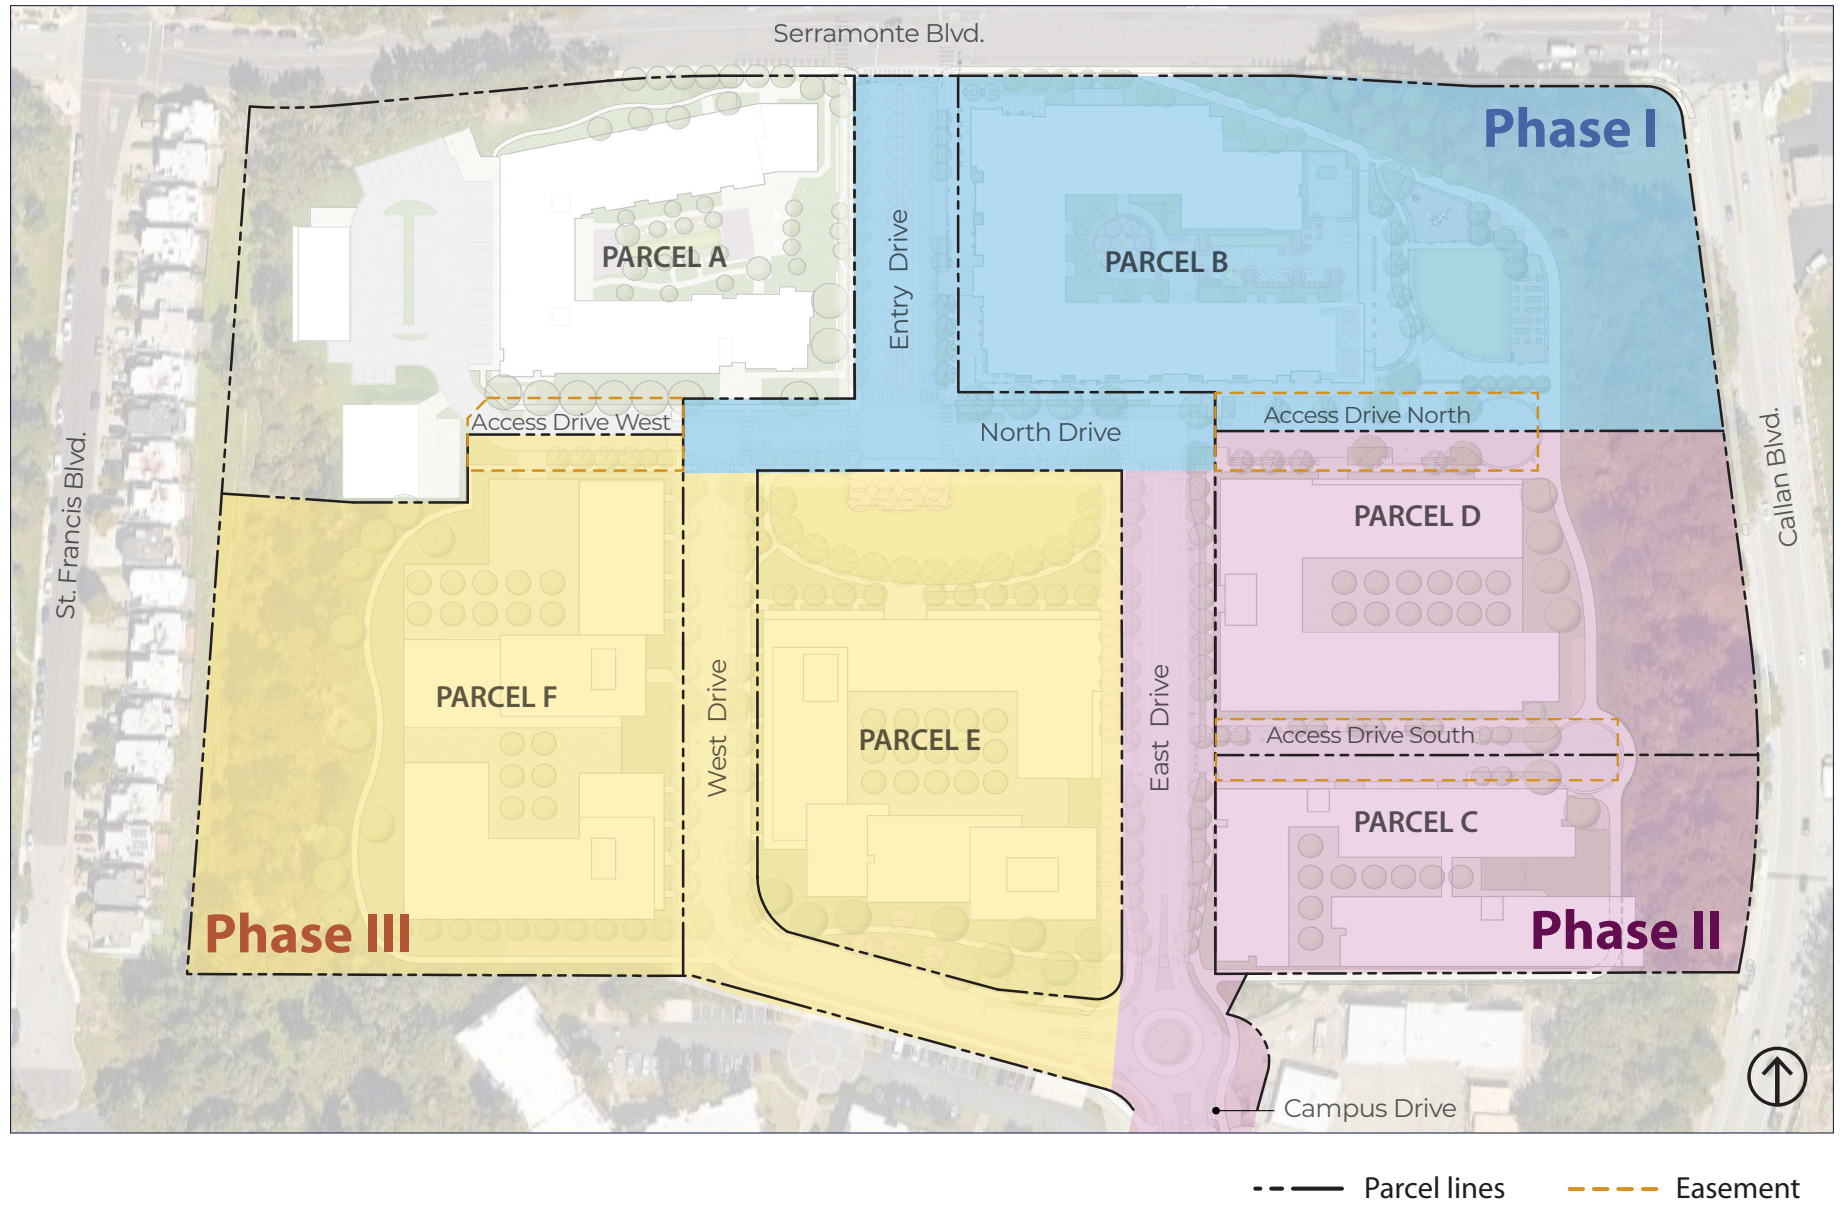 Serramonte Blvd.
Phase I
PARCEL A
Entry Drive
PARCEL B
Access Drive West
North Drive
Access Drive North
St. Francis Blvd.
Callan Blvd.
PARCEL D
PARCEL F
West Drive
PARCEL E
East Drive
Access Drive South
PARCEL C
Phase III
Phase II
Campus Drive
Parcel lines
Easement